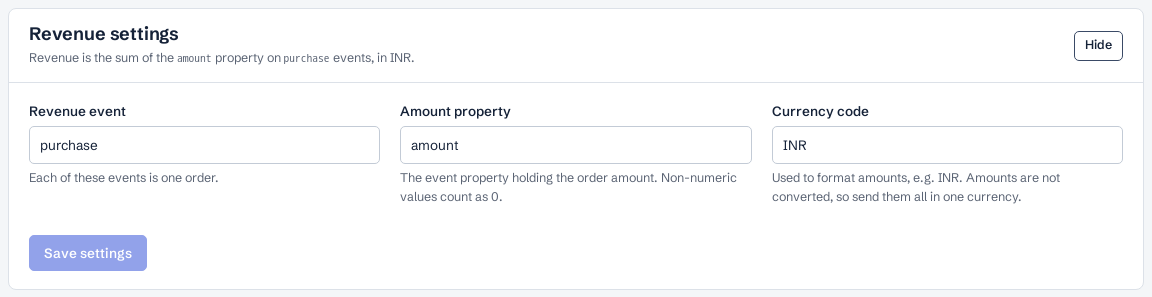 Revenue settings
Revenue is the sum of the amount property on purchase events, in INR.
Hide
Revenue event
purchase
Each of these events is one order.
Amount property
amount
The event property holding the order amount. Non-numeric
values count as 0.
Currency code
INR
Used to format amounts, e.g. INR. Amounts are not
converted, so send them all in one currency.
Save settings